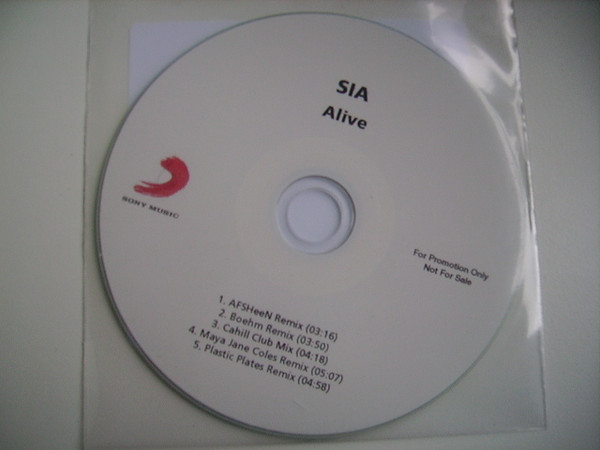 SIA
Alive
SONY MUSIC
For Promotion Only
Not For Sale
1. AFSHeeN Remix (03:16)
2. Boehm Remix (03:50)
3. Cahill Club Mix (04:18)
4. Maya Jane Coles Remix (05:07)
5. Plastic Plates Remix (04:58)